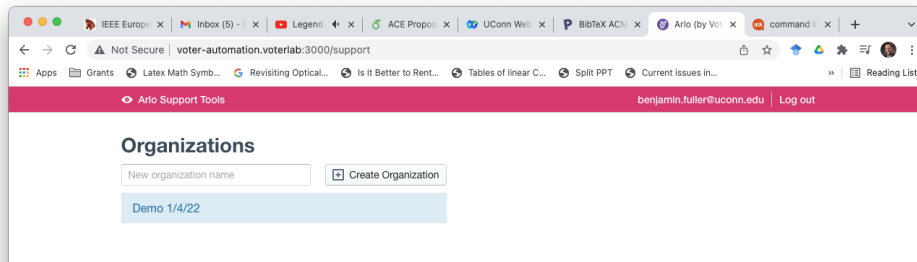 IEEE Europe
Inbox (5) -
Legend
ACE Propos
UConn Web
BibTeX ACM
Arlo (by Vot
command li
Not Secure | voter-automation.voterlab:3000/support
Apps
Grants
Latex Math Symb...
Revisiting Optical...
Is It Better to Rent...
Tables of linear C...
Split PPT
Current issues in...
»
Reading List
Arlo Support Tools
benjamin.fuller@uconn.edu | Log out
Organizations
New organization name
Create Organization
Demo 1/4/22